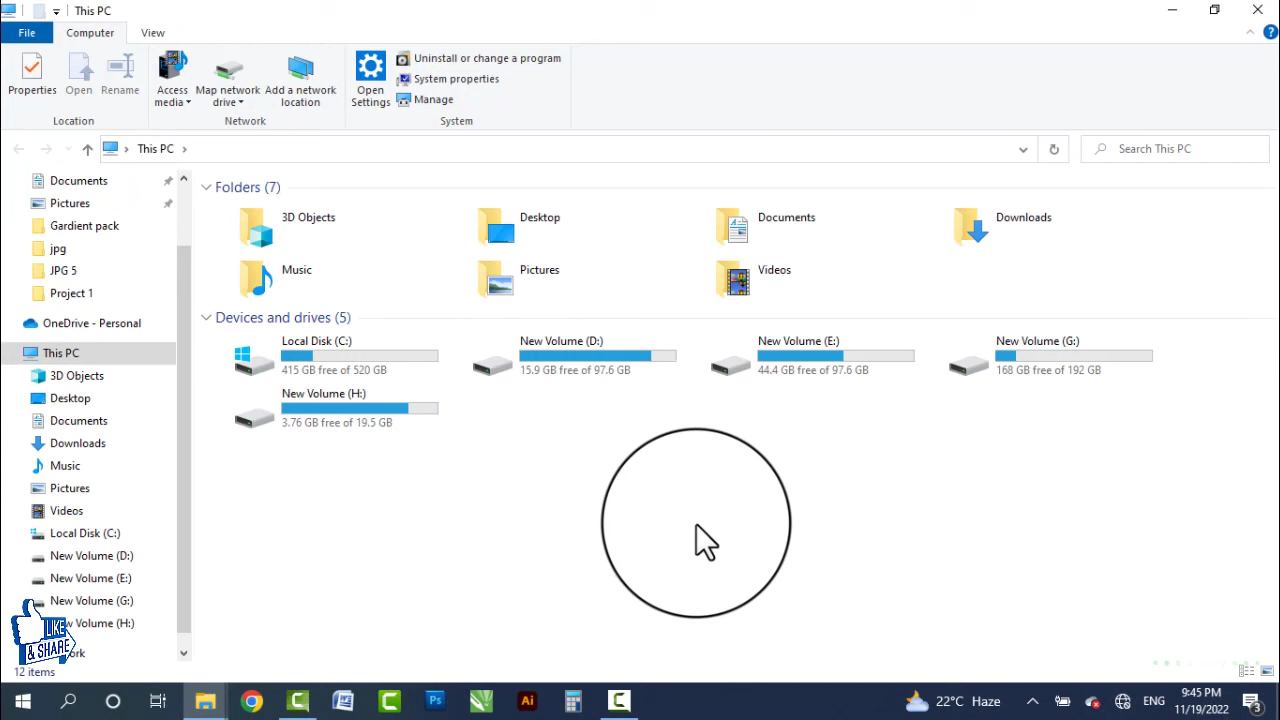 This PC
File
Computer
View
Properties
Open
Rename
Access media
Map network drive
Add a network location
Open Settings
Uninstall or change a program
System properties
Manage
Location
Network
System
This PC
Search This PC
Documents
Pictures
Gardient pack
jpg
JPG 5
Project 1
OneDrive - Personal
This PC
3D Objects
Desktop
Documents
Downloads
Music
Pictures
Videos
Local Disk (C:)
New Volume (D:)
New Volume (E:)
New Volume (G:)
w Volume (H:)
ork
LIKE
& SHARE
12 items
Folders (7)
3D Objects
Desktop
Documents
Downloads
Music
Pictures
Videos
Devices and drives (5)
Local Disk (C:)
415 GB free of 520 GB
New Volume (D:)
15.9 GB free of 97.6 GB
New Volume (E:)
44.4 GB free of 97.6 GB
New Volume (G:)
168 GB free of 192 GB
New Volume (H:)
3.76 GB free of 19.5 GB
Ps
Ai
22°C Haze
ENG
9:45 PM
11/19/2022
3